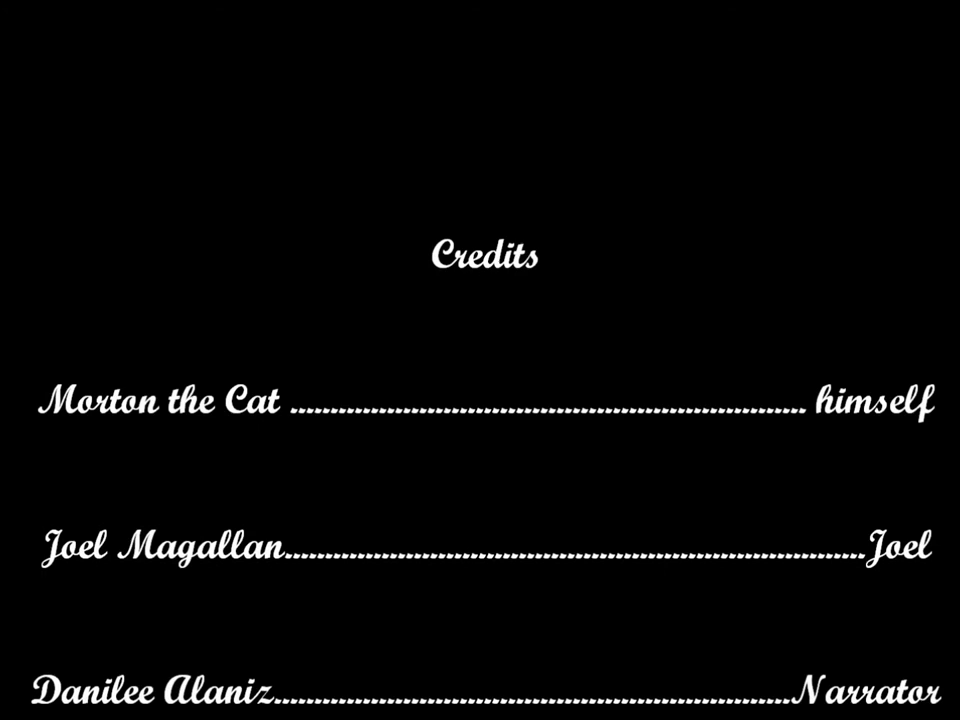 Credits
Morton the Cat ................................................................ himself
Joel Magallan........................................................................Joel
Danilee Alaniz................................................................Narrator